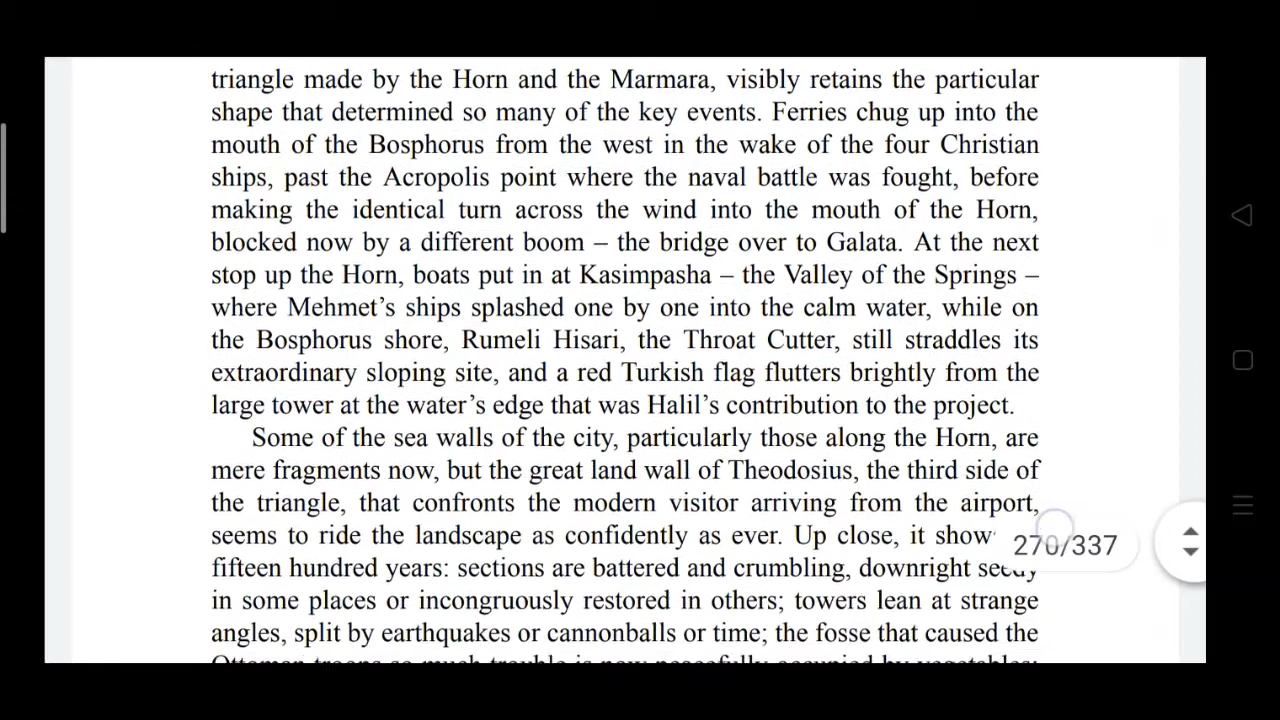 triangle made by the Horn and the Marmara, visibly retains the particular
shape that determined so many of the key events. Ferries chug up into the
mouth of the Bosphorus from the west in the wake of the four Christian
ships, past the Acropolis point where the naval battle was fought, before
making the identical turn across the wind into the mouth of the Horn,
blocked now by a different boom – the bridge over to Galata. At the next
stop up the Horn, boats put in at Kasimpasha – the Valley of the Springs –
where Mehmet’s ships splashed one by one into the calm water, while on
the Bosphorus shore, Rumeli Hisari, the Throat Cutter, still straddles its
extraordinary sloping site, and a red Turkish flag flutters brightly from the
large tower at the water’s edge that was Halil’s contribution to the project.
Some of the sea walls of the city, particularly those along the Horn, are
mere fragments now, but the great land wall of Theodosius, the third side of
the triangle, that confronts the modern visitor arriving from the airport,
seems to ride the landscape as confidently as ever. Up close, it show
270/337
fifteen hundred years: sections are battered and crumbling, downright seedy
in some places or incongruously restored in others; towers lean at strange
angles, split by earthquakes or cannonballs or time; the fosse that caused the
Ottoman troops so much trouble is now peacefully occupied by vegetables;